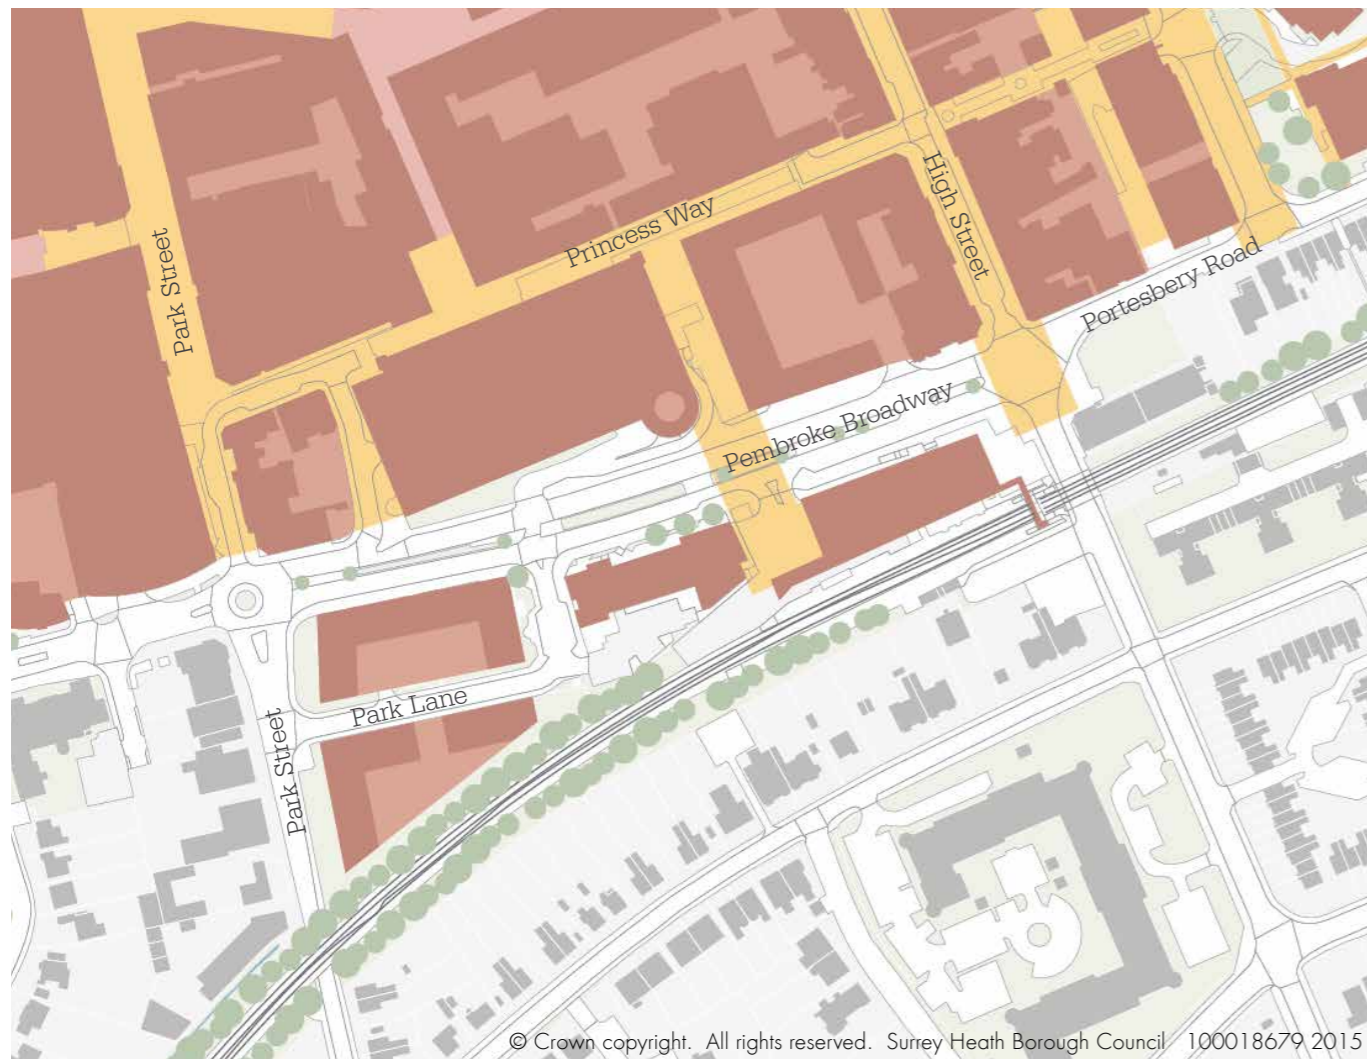 High Street
Princess Way
Park Street
Portesbery Road
Pembroke Broadway
Park Lane
Park Street
© Crown copyright. All rights reserved. Surrey Heath Borough Council 100018679 2015